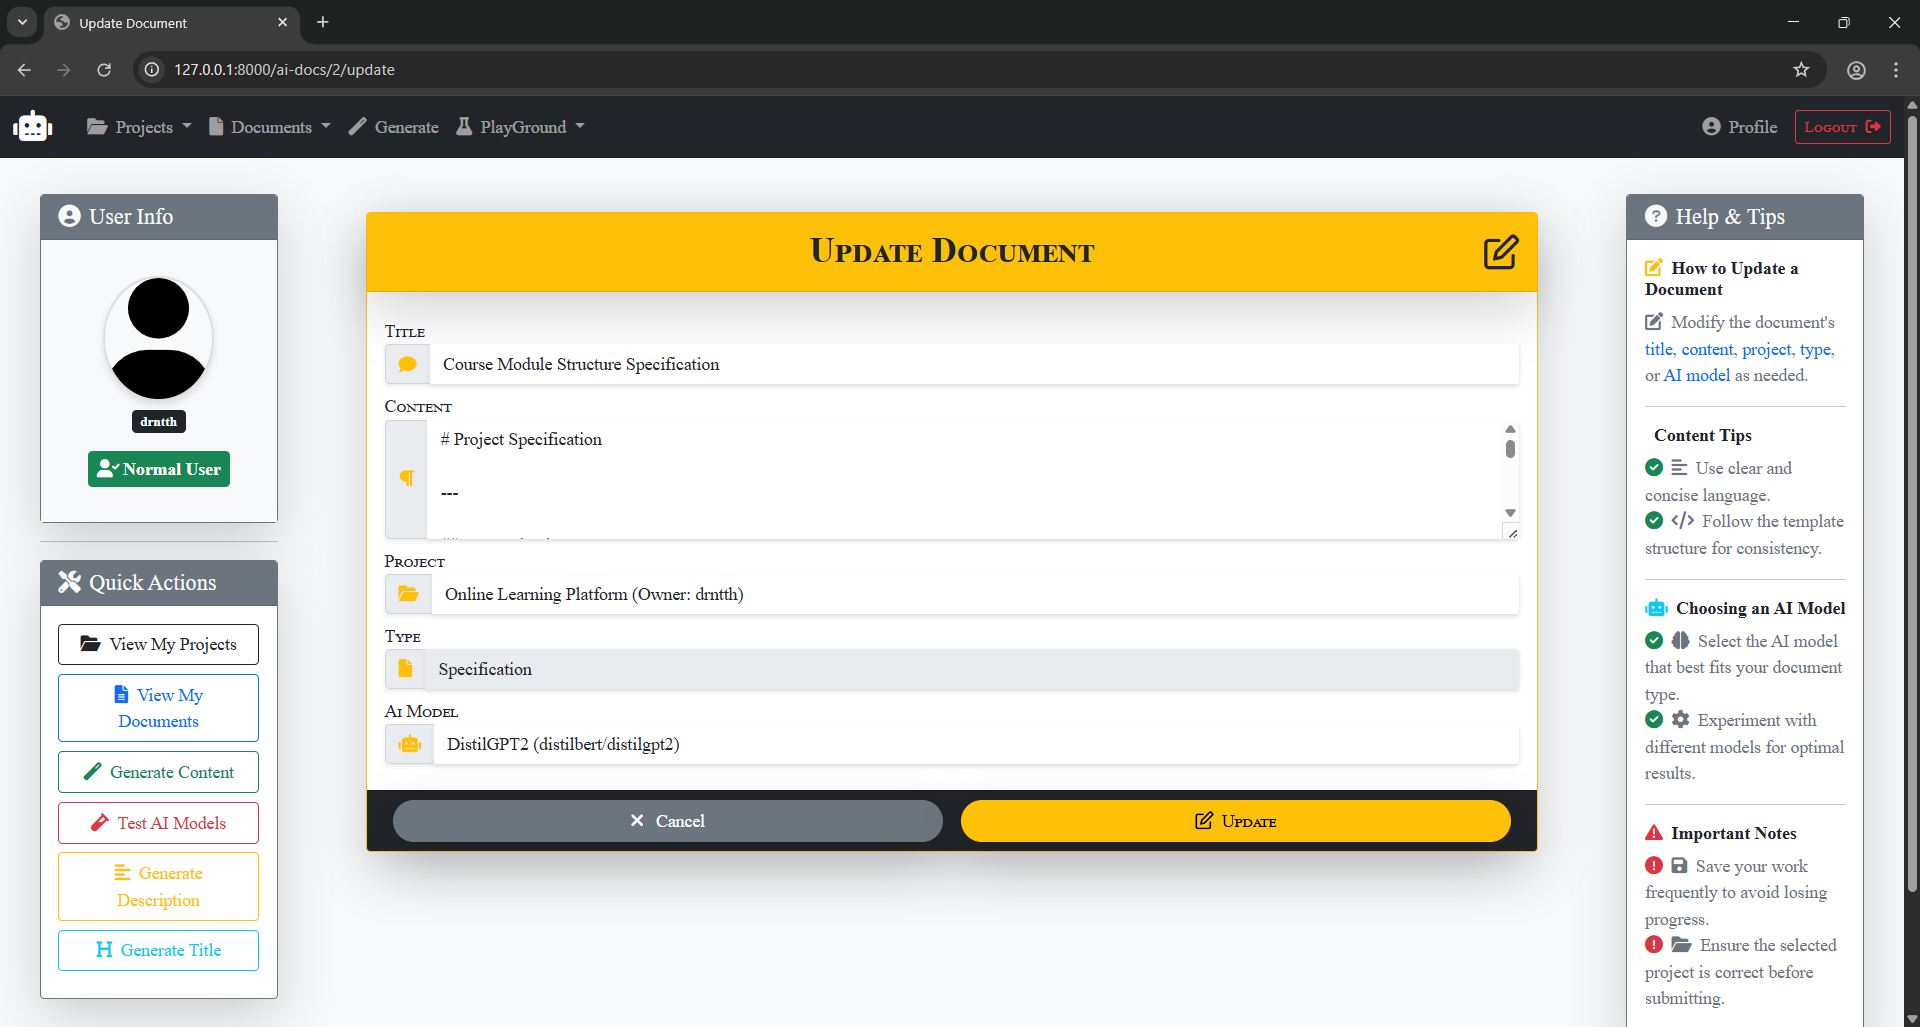 Update Document
127.0.0.1:8000/ai-docs/2/update
Projects
Documents
Generate
PlayGround
Profile
Logout
User Info
drntth
Normal User
Quick Actions
View My Projects
View My
Documents
Generate Content
Test AI Models
Generate
Description
Generate Title
Update Document
Title
Course Module Structure Specification
Content
# Project Specification
---
Project
Online Learning Platform (Owner: drntth)
Type
Specification
Ai Model
DistilGPT2 (distilbert/distilgpt2)
Cancel
Update
Help & Tips
How to Update a
Document
Modify the document's
title, content, project, type,
or AI model as needed.
Content Tips
Use clear and
concise language.
Follow the template
structure for consistency.
Choosing an AI Model
Select the AI model
that best fits your document
type.
Experiment with
different models for optimal
results.
Important Notes
Save your work
frequently to avoid losing
progress.
Ensure the selected
project is correct before
submitting.